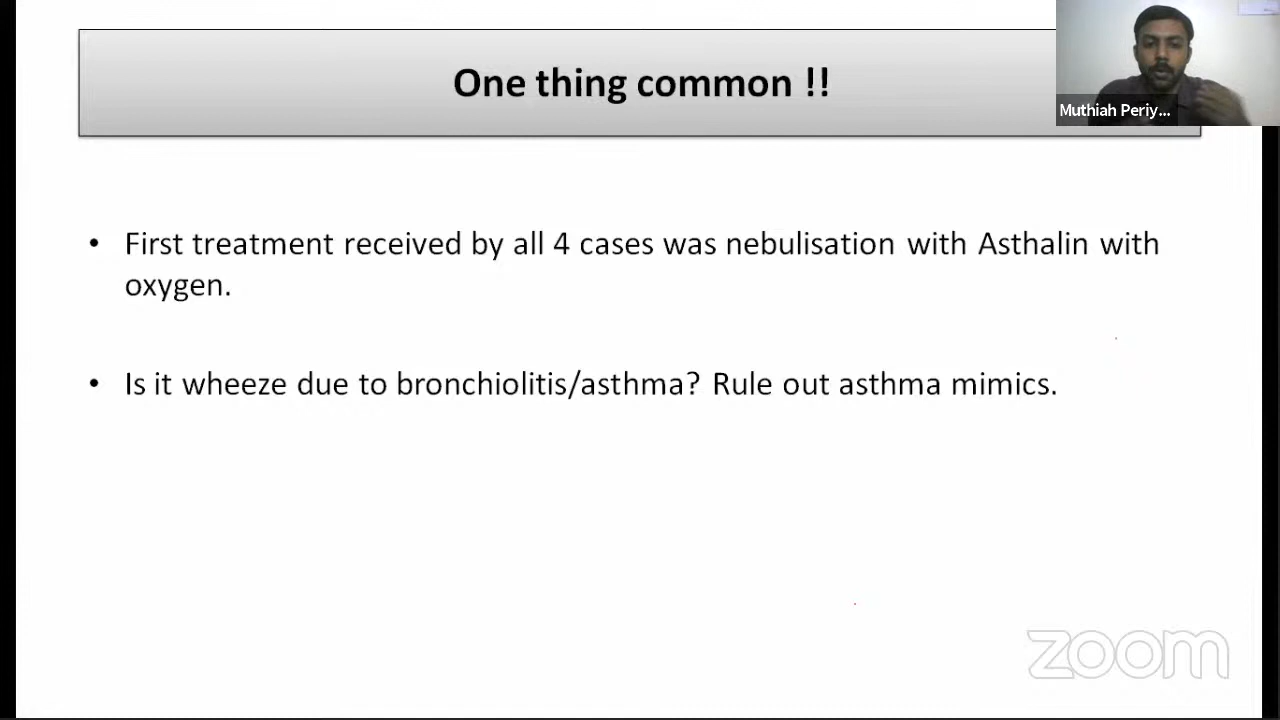 One thing common !!
Muthiah Periy...
• First treatment received by all 4 cases was nebulisation with Asthalin with
oxygen.
• Is it wheeze due to bronchiolitis/asthma? Rule out asthma mimics.
zoom